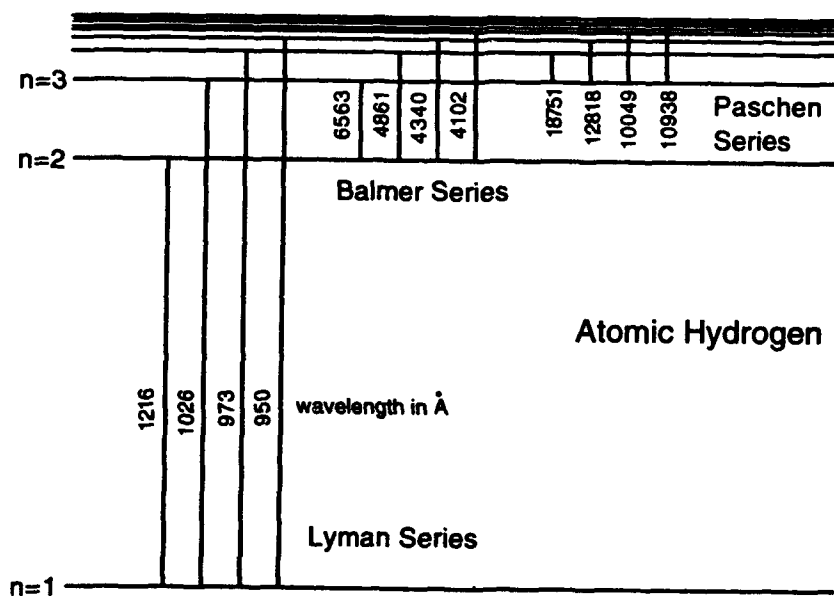 n=3
6563
4861
4340
4102
18751
12818
10049
10938
Paschen
Series
n=2
Balmer Series
Atomic Hydrogen
1216
1026
973
950
wavelength in Å
Lyman Series
n=1